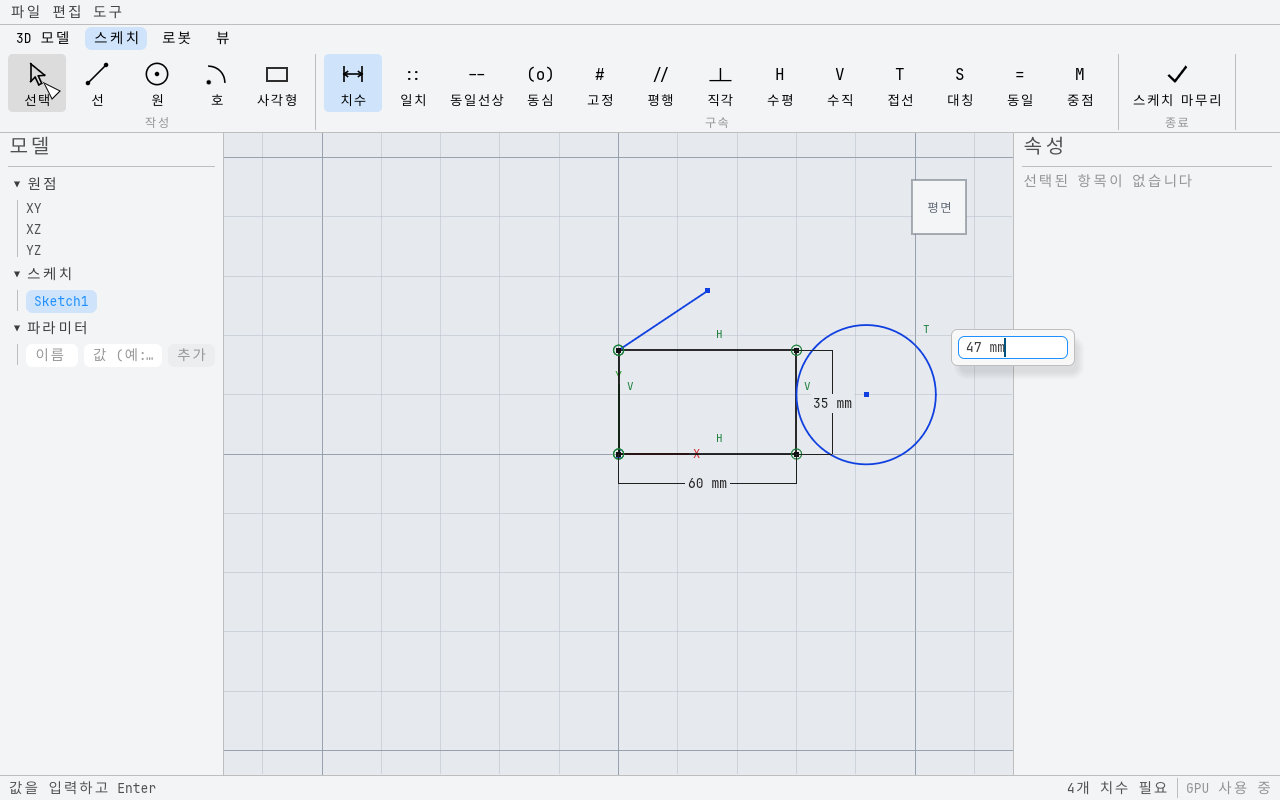 파일 편집 도구
3D 모델 스케치 로봇 뷰
:: -- (o) # // H V T S = M
선택 선 원 호 사각형 치수 일치 동일선상 동심 고정 평행 직각 수평 수직 접선 대칭 동일 중점 스케치 마무리
작성 구속 종료
모델
▼ 원점
XY
XZ
YZ
▼ 스케치
Sketch1
▼ 파라미터
이름 값 (예:… 추가
평면
T
H
47 mm
Y
V V
35 mm
H
X
60 mm
속성
선택된 항목이 없습니다
값을 입력하고 Enter
4개 치수 필요 GPU 사용 중